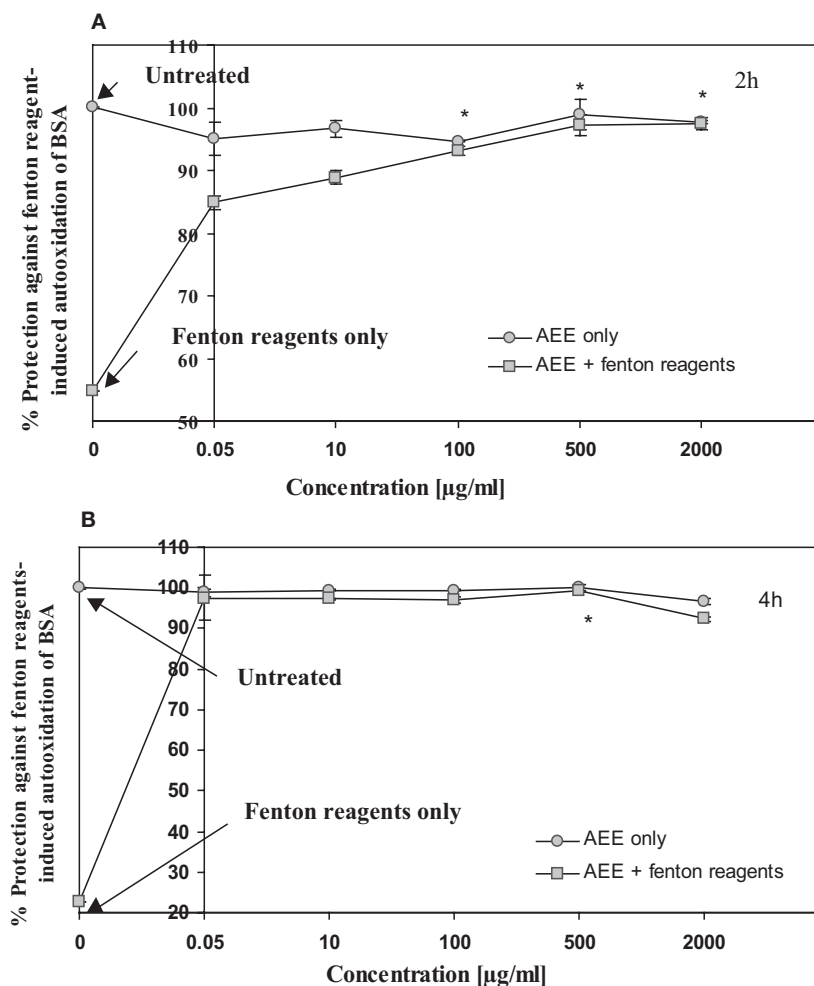 A
% Protection against fenton reagent-
induced autooxidation of BSA
110
100
90
80
70
60
50
Untreated
*
*
*
2h
Fenton reagents only
AEE only
AEE + fenton reagents
0
0.05
10
100
500
2000
Concentration [µg/ml]
B
% Protection against fenton reagents-
induced autooxidation of BSA
110
100
90
80
70
60
50
40
30
20
4h
*
Untreated
Fenton reagents only
AEE only
AEE + fenton reagents
0
0.05
10
100
500
2000
Concentration [µg/ml]